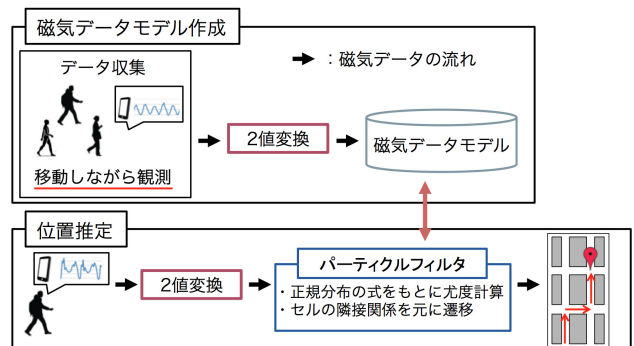 磁気データモデル作成
データ収集
：磁気データの流れ
2値変換
磁気データモデル
移動しながら観測
位置推定
2値変換
パーティクルフィルタ
・正規分布の式をもとに尤度計算
・セルの隣接関係を元に遷移